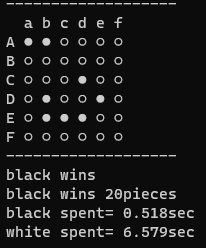 -------------------
  a b c d e f
A ● ● ○ ○ ○ ○
B ○ ○ ○ ○ ○ ○
C ○ ○ ○ ● ○ ○
D ○ ● ○ ○ ● ○
E ○ ● ● ● ○ ○
F ○ ○ ○ ○ ○ ○
-------------------
black wins
black wins 20pieces
black spent= 0.518sec
white spent= 6.579sec